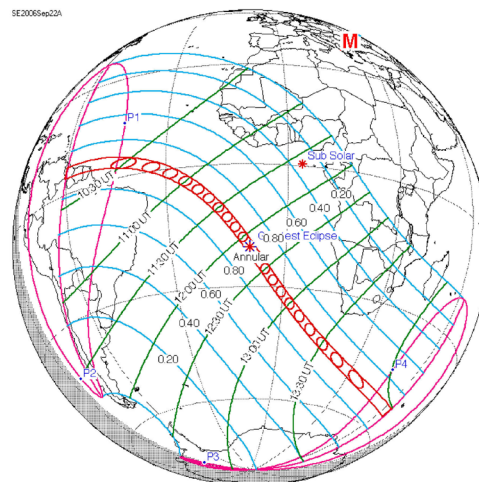 SE2006Sep22A
M
P1
Sub Solar
10:30 UT
0.20
0.40
11:00 UT
0.60
0.80
Greatest Eclipse
Annular
11:30 UT
0.80
12:00 UT
0.60
0.40
12:30 UT
13:00 UT
0.20
13:30 UT
P4
P2
P3